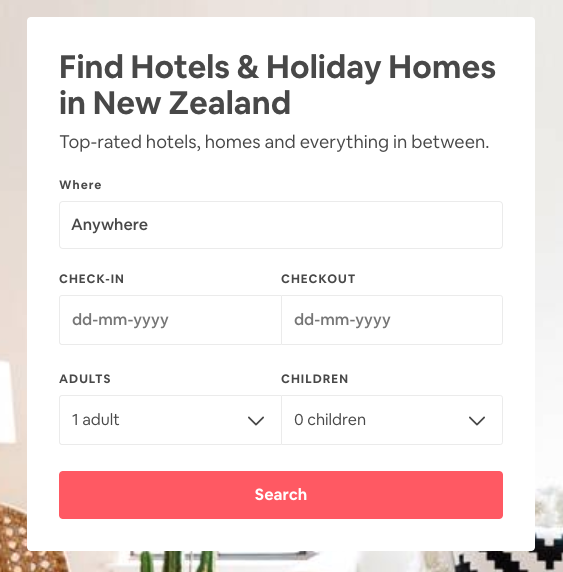 Find Hotels & Holiday Homes
in New Zealand
Top-rated hotels, homes and everything in between.
Where
Anywhere
CHECK-IN
CHECKOUT
dd-mm-yyyy
dd-mm-yyyy
ADULTS
CHILDREN
1 adult
0 children
Search